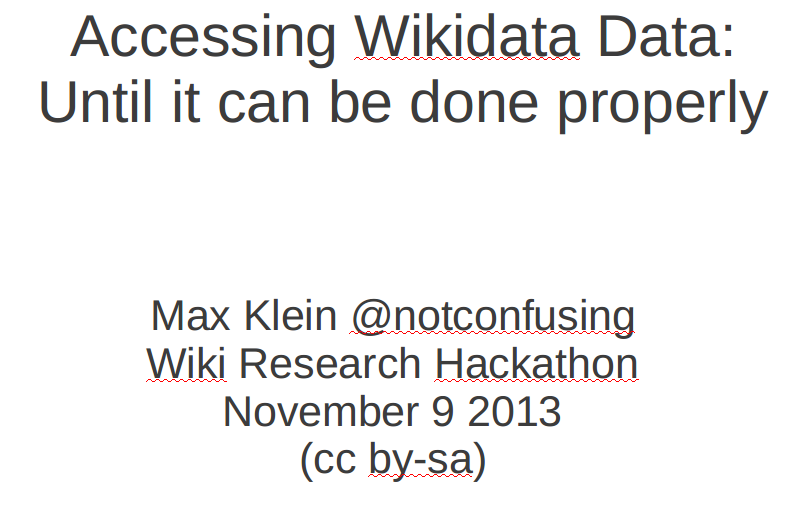 Accessing Wikidata Data:
Until it can be done properly
Max Klein @notconfusing
Wiki Research Hackathon
November 9 2013
(cc by-sa)